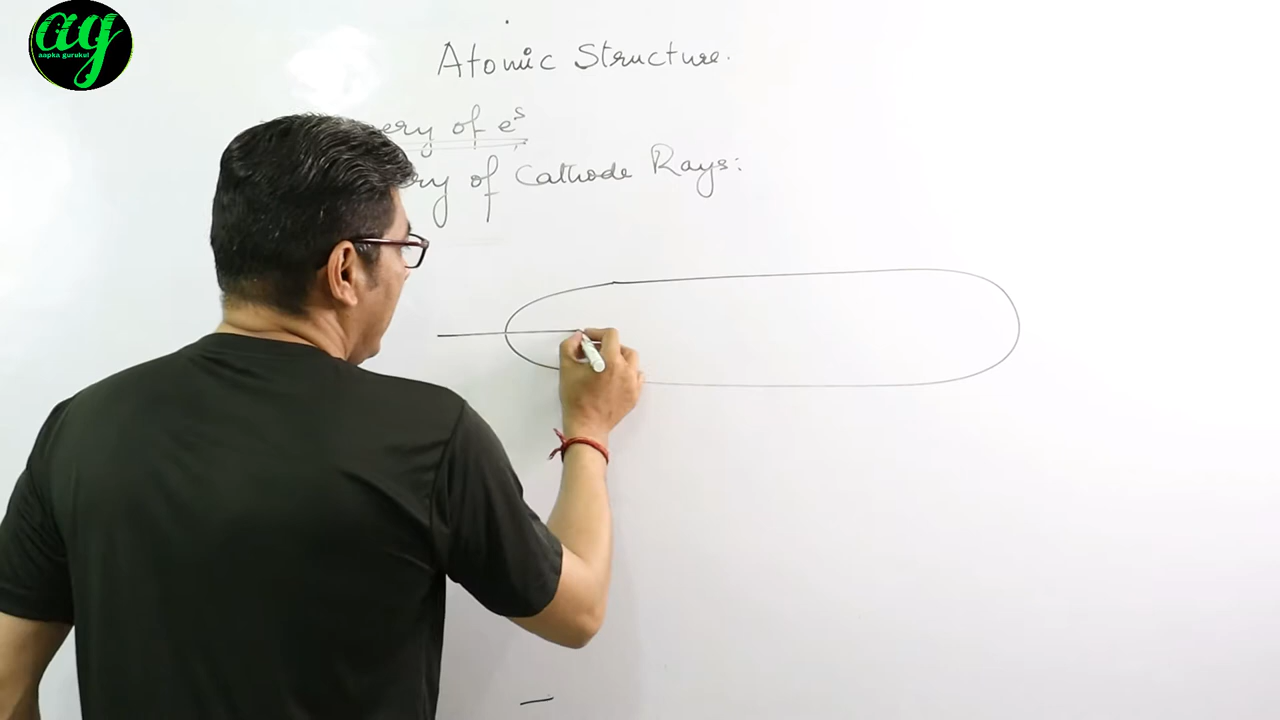 ag
aapka gurukul
Atomic Structure.
of e^s
of Cathode Rays: